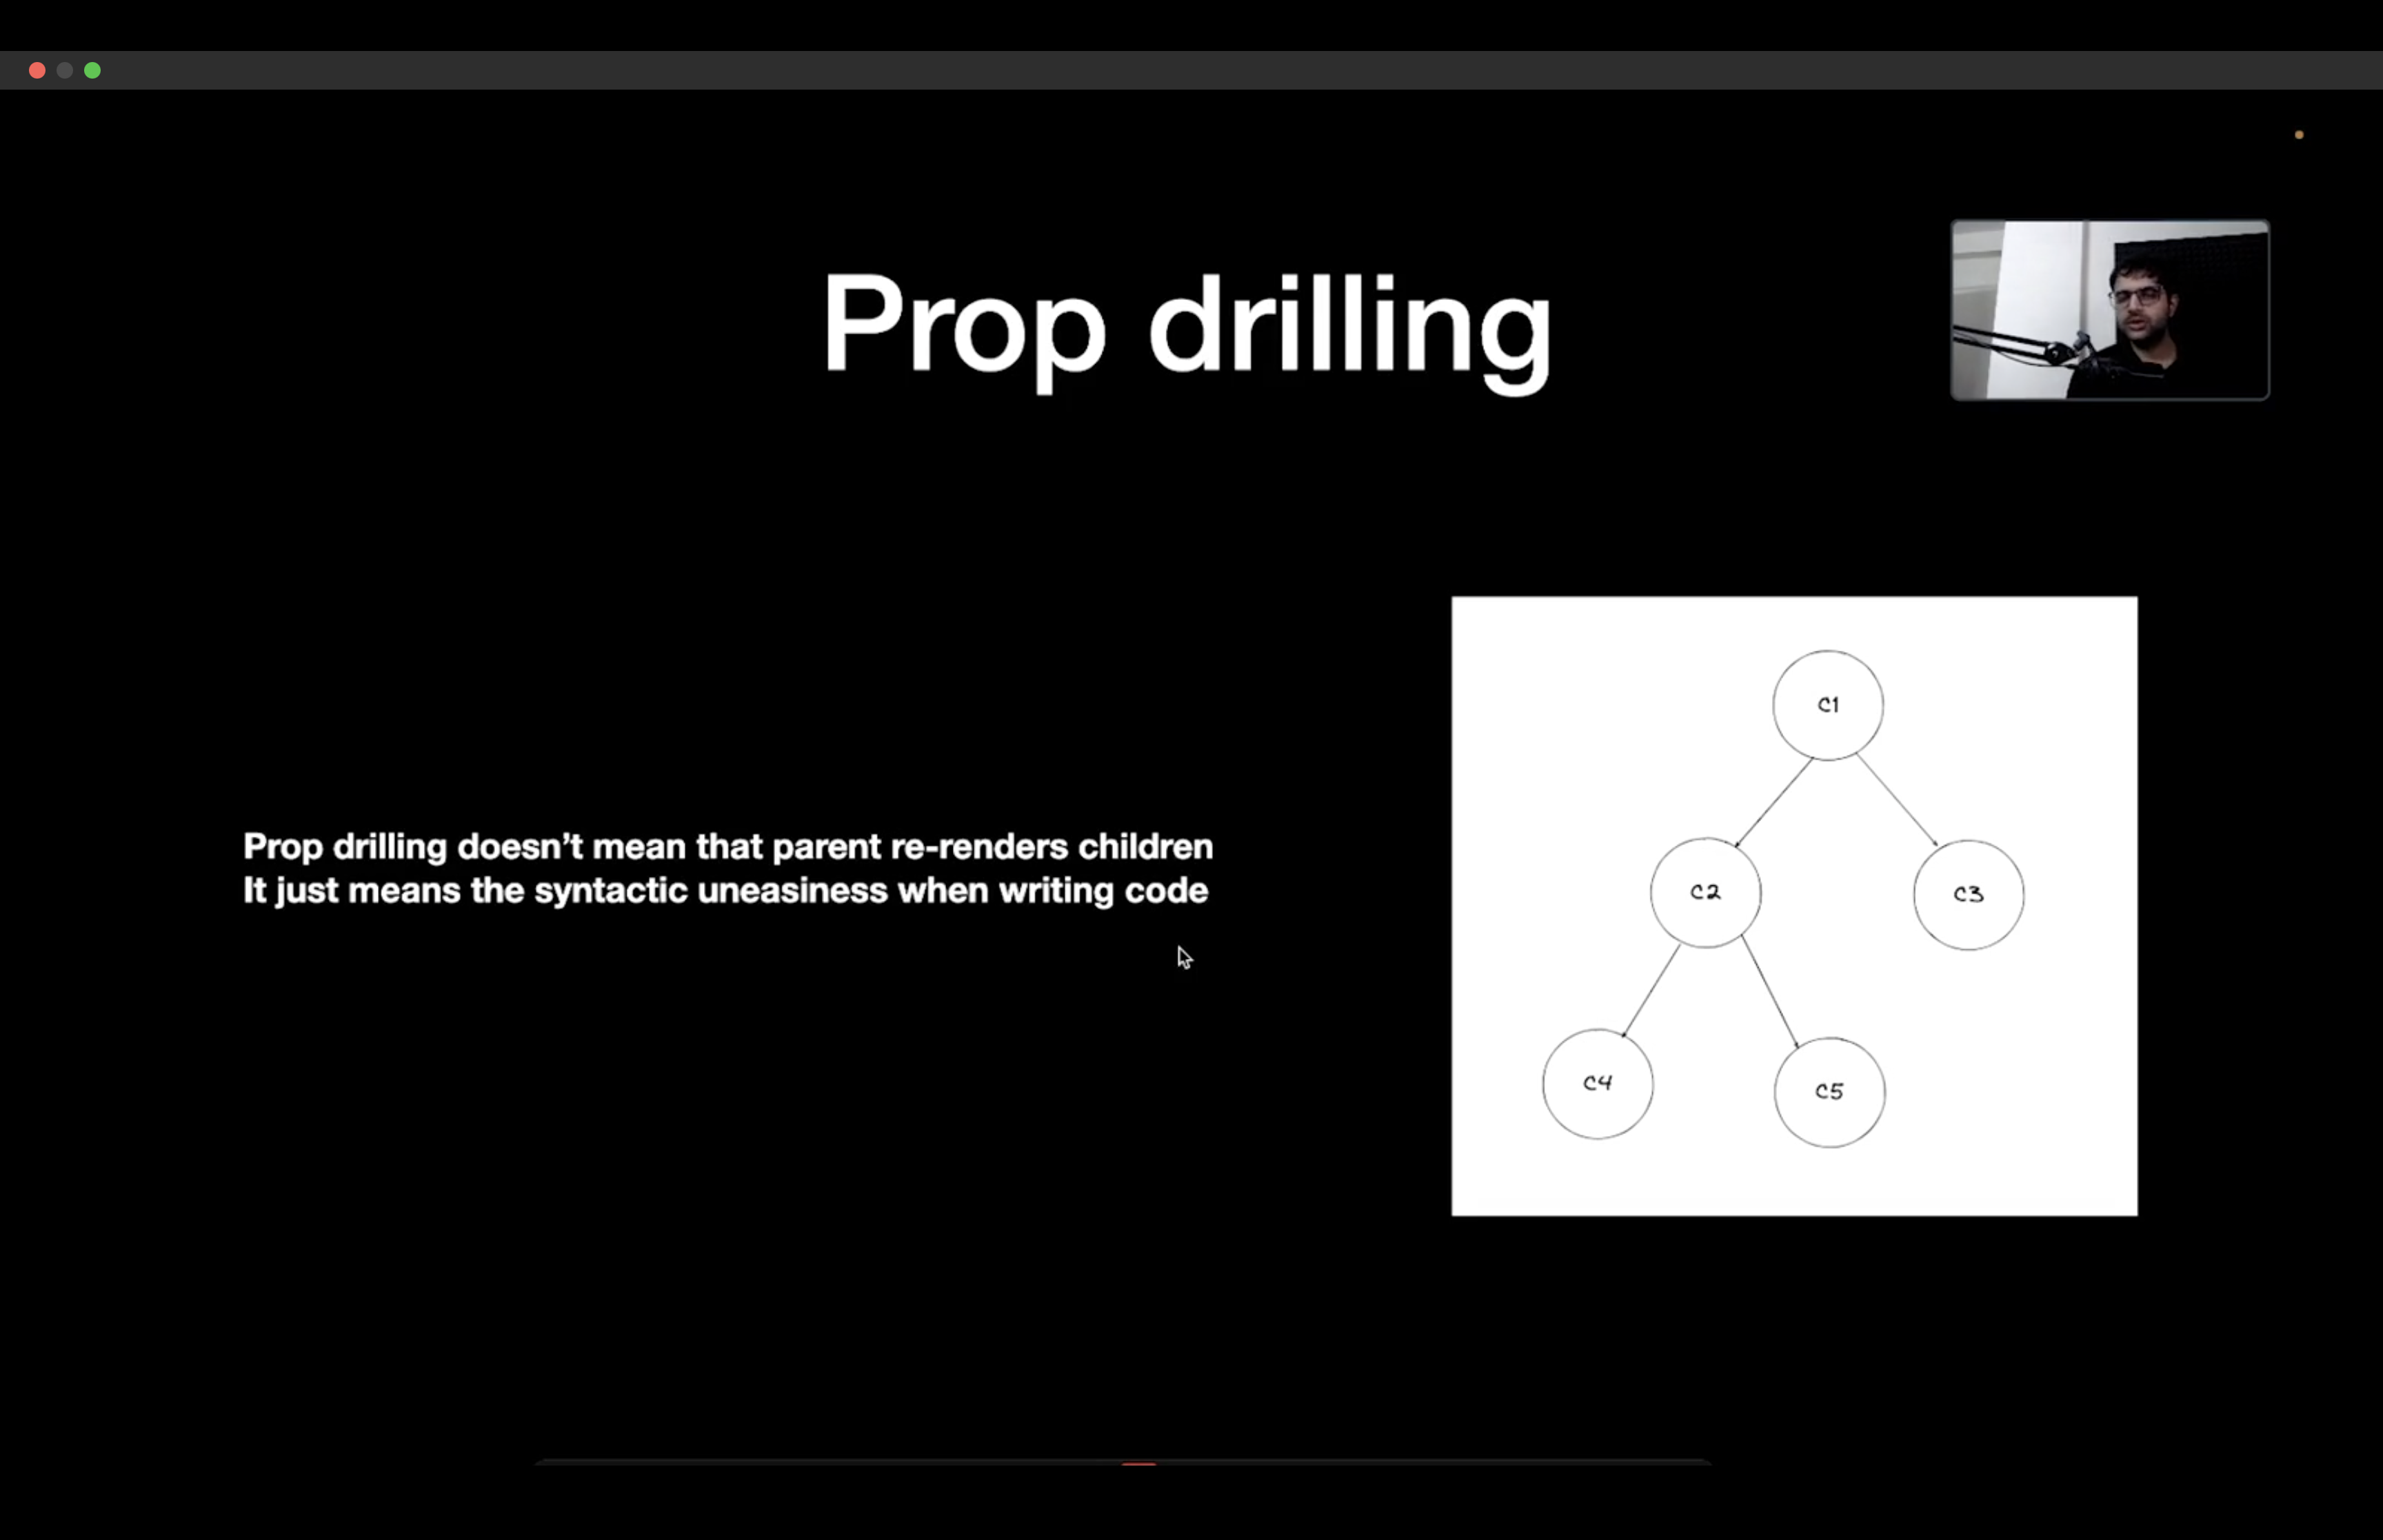 Prop drilling
Prop drilling doesn’t mean that parent re-renders children
It just means the syntactic uneasiness when writing code
C1
C2
C3
C4
C5